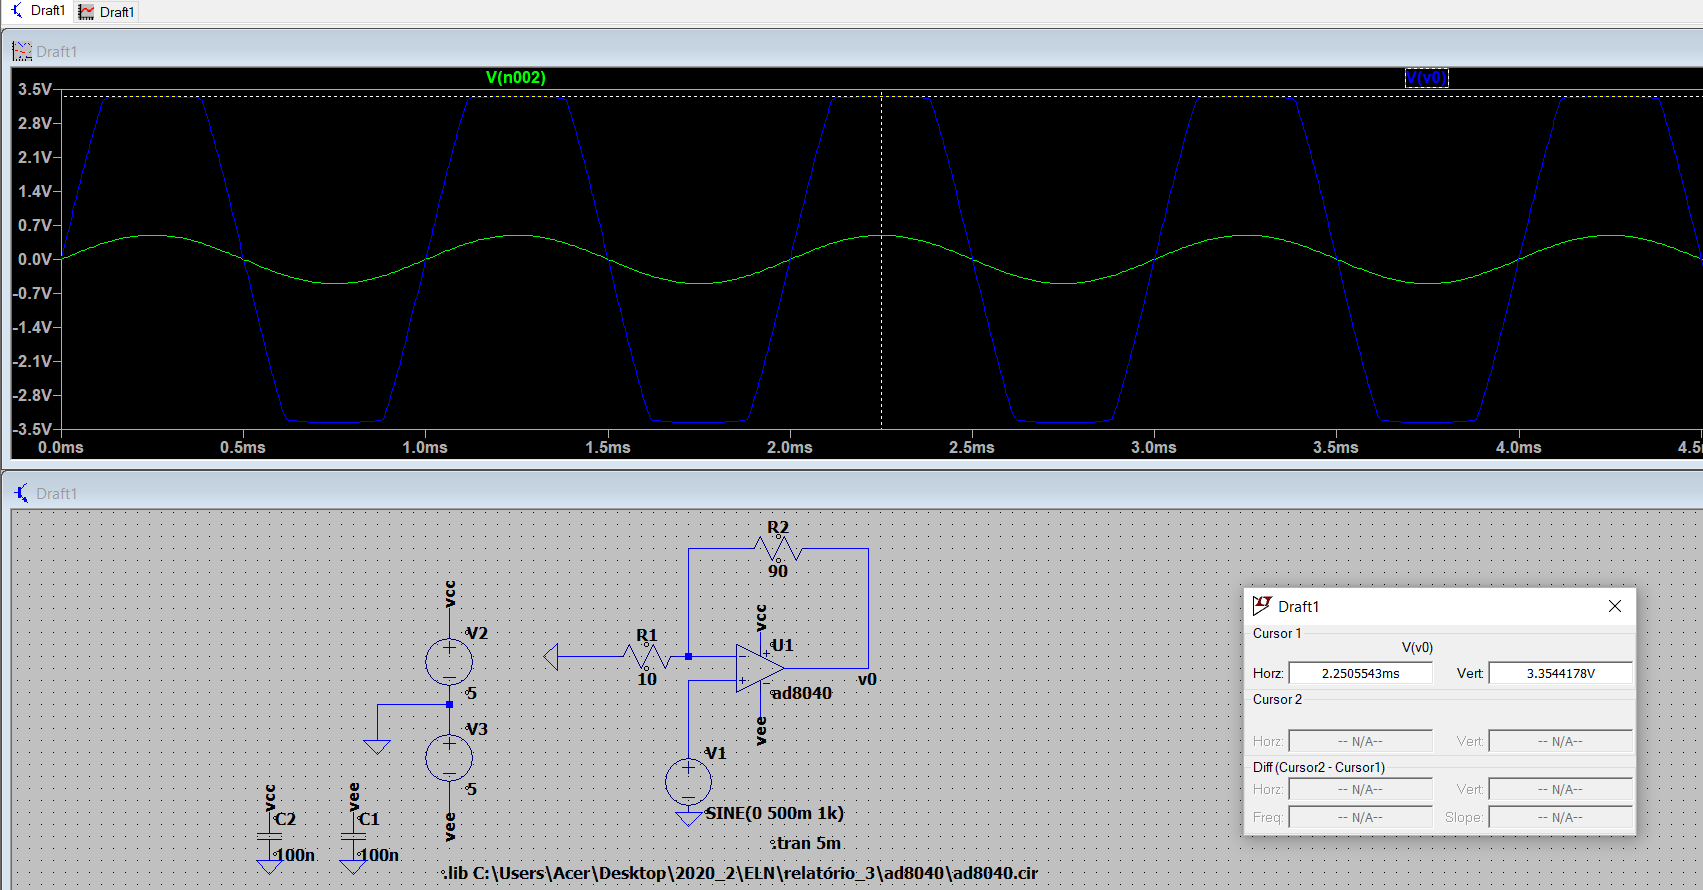 Draft1 Draft1
Draft1
V(n002) V(v0)
3.5V
2.8V
2.1V
1.4V
0.7V
0.0V
-0.7V
-1.4V
-2.1V
-2.8V
-3.5V
0.0ms 0.5ms 1.0ms 1.5ms 2.0ms 2.5ms 3.0ms 3.5ms 4.0ms
Draft1
R2
90
vcc
V2
5
V3
5
vee
vcc
C2
100n
vee
C1
100n
R1
10
vcc
U1
ad8040
vee
v0
V1
SINE(0 500m 1k)
.tran 5m
.lib C:\Users\Acer\Desktop\2020_2\ELN\relatório_3\ad8040\ad8040.cir
Draft1
Cursor 1
V(v0)
Horz: 2.2505543ms Vert: 3.3544178V
Cursor 2
Horz: -- N/A-- Vert: -- N/A--
Diff (Cursor2 - Cursor1)
Horz: -- N/A-- Vert: -- N/A--
Freq: -- N/A-- Slope: -- N/A--